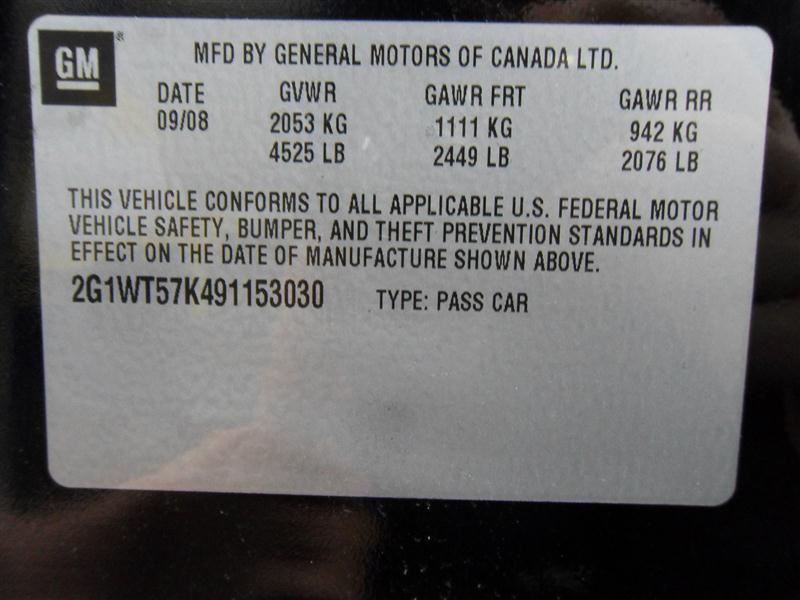 GM®
MFD BY GENERAL MOTORS OF CANADA LTD.
DATE GVWR GAWR FRT GAWR RR
09/08 2053 KG 1111 KG 942 KG
4525 LB 2449 LB 2076 LB
THIS VEHICLE CONFORMS TO ALL APPLICABLE U.S. FEDERAL MOTOR
VEHICLE SAFETY, BUMPER, AND THEFT PREVENTION STANDARDS IN
EFFECT ON THE DATE OF MANUFACTURE SHOWN ABOVE.
2G1WT57K491153030 TYPE: PASS CAR